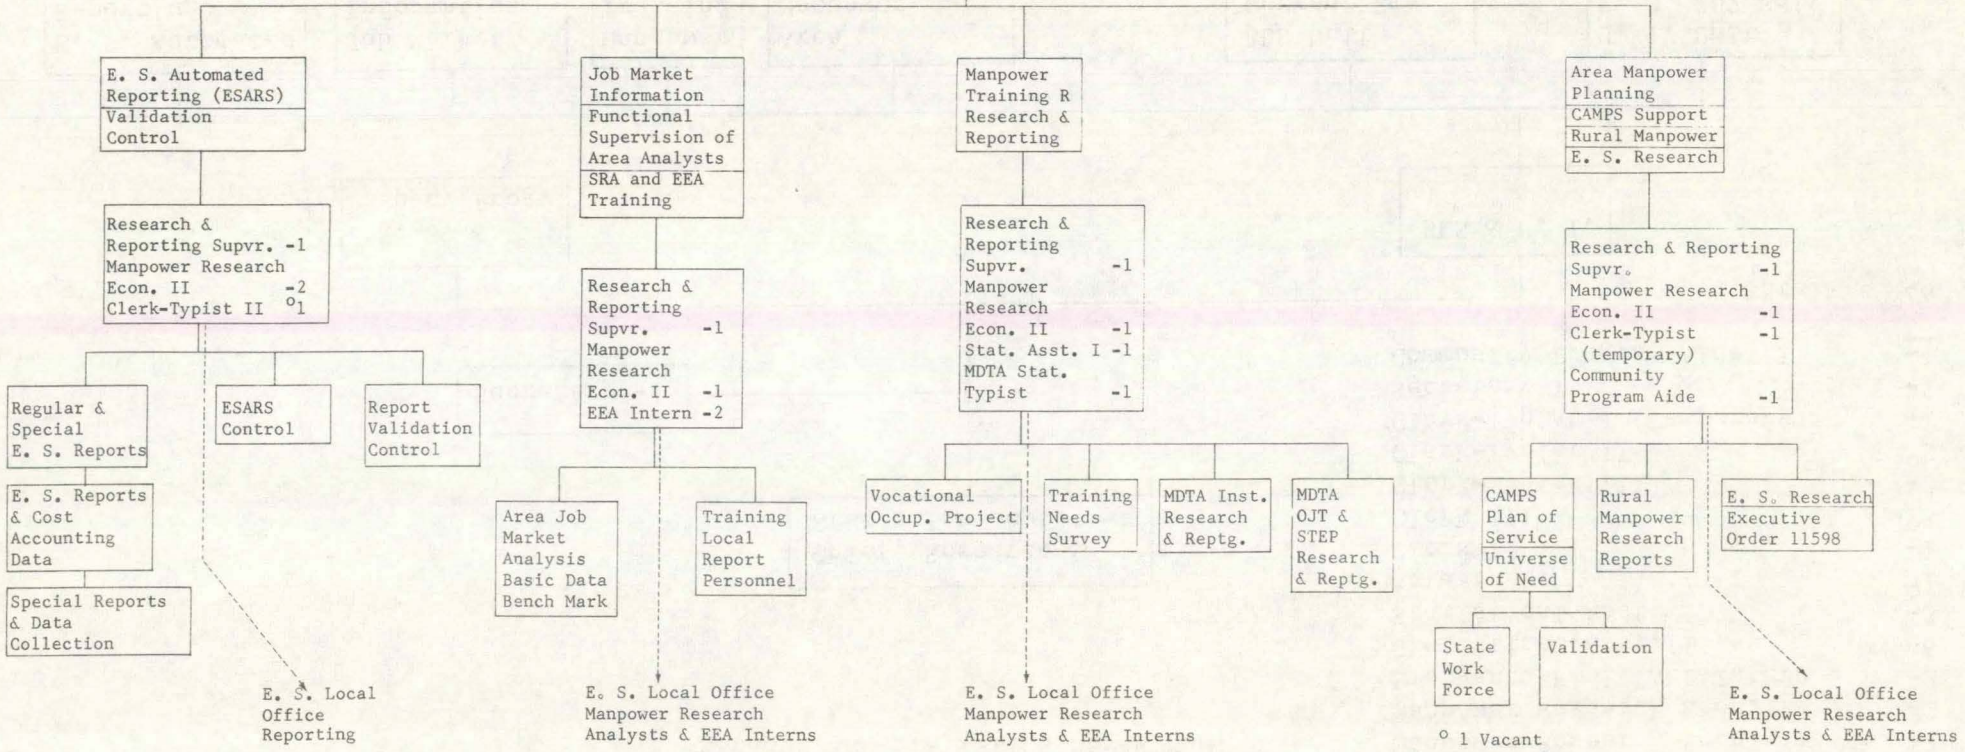 E. S. Automated
Reporting (ESARS)
Validation
Control
Research &
Reporting Supvr. -1
Manpower Research
Econ. II -2
Clerk-Typist II °1
Regular &
Special
E. S. Reports
E. S. Reports
& Cost
Accounting
Data
Special Reports
& Data
Collection
ESARS
Control
Report
Validation
Control
E. S. Local
Office
Reporting
Job Market
Information
Functional
Supervision of
Area Analysts
SRA and EEA
Training
Research &
Reporting
Supvr. -1
Manpower
Research
Econ. II -1
EEA Intern -2
Area Job
Market
Analysis
Basic Data
Bench Mark
Training
Local
Report
Personnel
E. S. Local Office
Manpower Research
Analysts & EEA Interns
Manpower
Training R
Research &
Reporting
Research &
Reporting
Supvr. -1
Manpower
Research
Econ. II -1
Stat. Asst. I -1
MDTA Stat.
Typist -1
Vocational
Occup. Project
Training
Needs
Survey
MDTA Inst.
Research
& Reptg.
MDTA
OJT &
STEP
Research
& Reptg.
E. S. Local Office
Manpower Research
Analysts & EEA Interns
Area Manpower
Planning
CAMPS Support
Rural Manpower
E. S. Research
Research & Reporting
Supvr. -1
Manpower Research
Econ. II -1
Clerk-Typist -1
(temporary)
Community
Program Aide -1
CAMPS
Plan of
Service
Universe
of Need
State
Work
Force
Validation
Rural
Manpower
Research
Reports
E. S. Research
Executive
Order 11598
E. S. Local Office
Manpower Research
Analysts & EEA Interns
° 1 Vacant